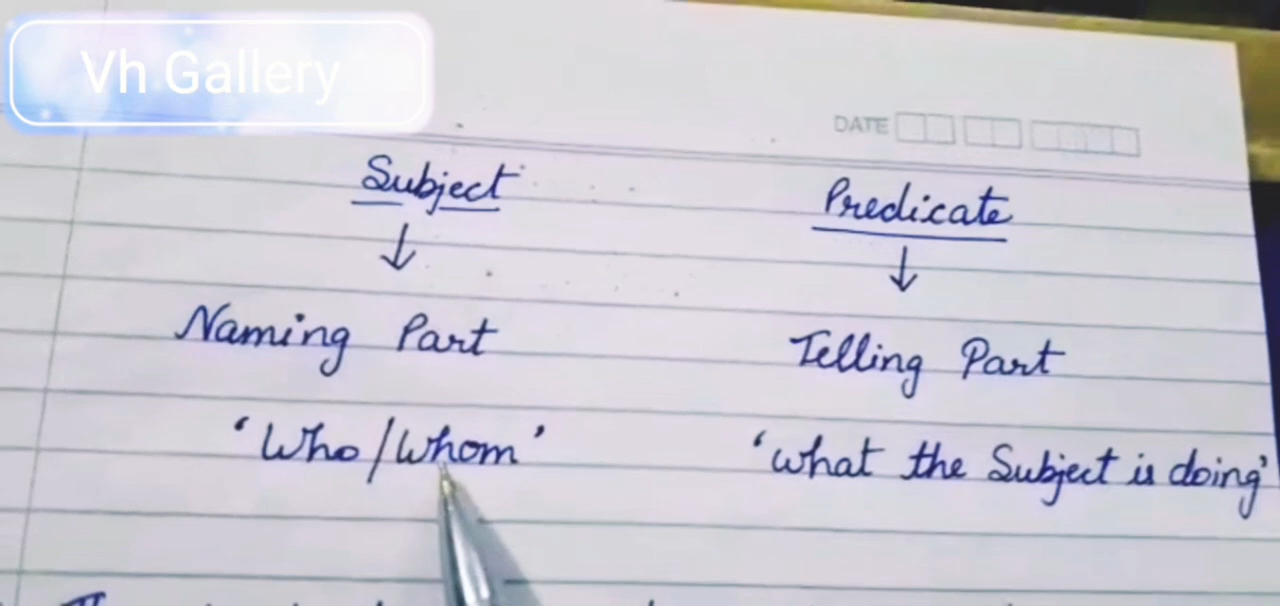 Vh Gallery
DATE
Subject Predicate
↓ ↓
Naming Part Telling Part
'Who/Whom' 'what the Subject is doing'